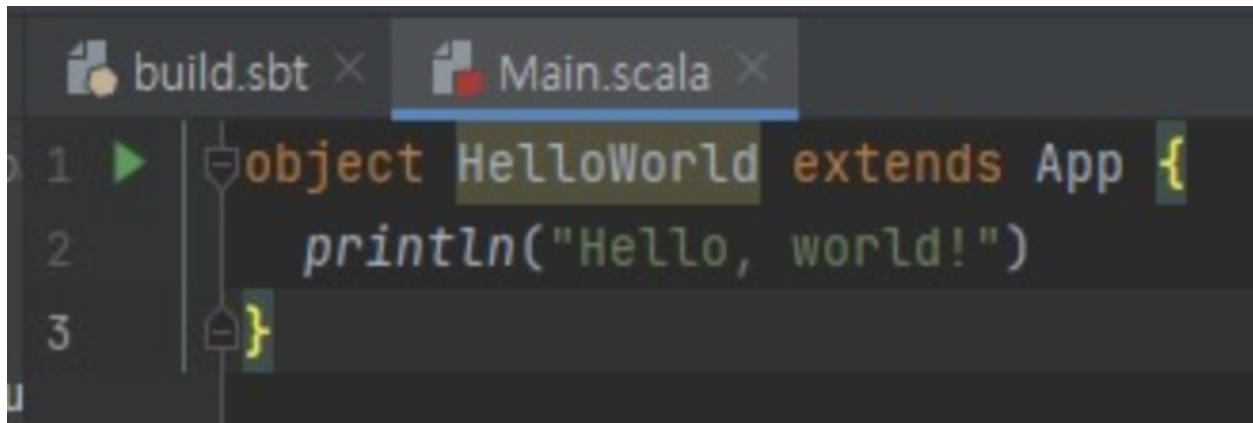 build.sbt Main.scala
1 object HelloWorld extends App {
2 println("Hello, world!")
3 }